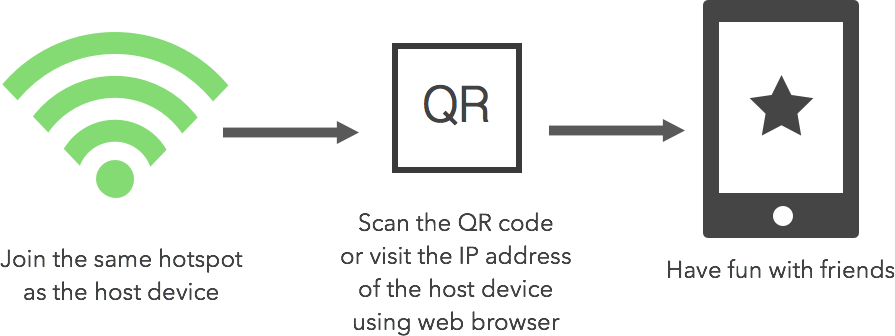 QR
Join the same hotspot
as the host device
Scan the QR code
or visit the IP address
of the host device
using web browser
Have fun with friends